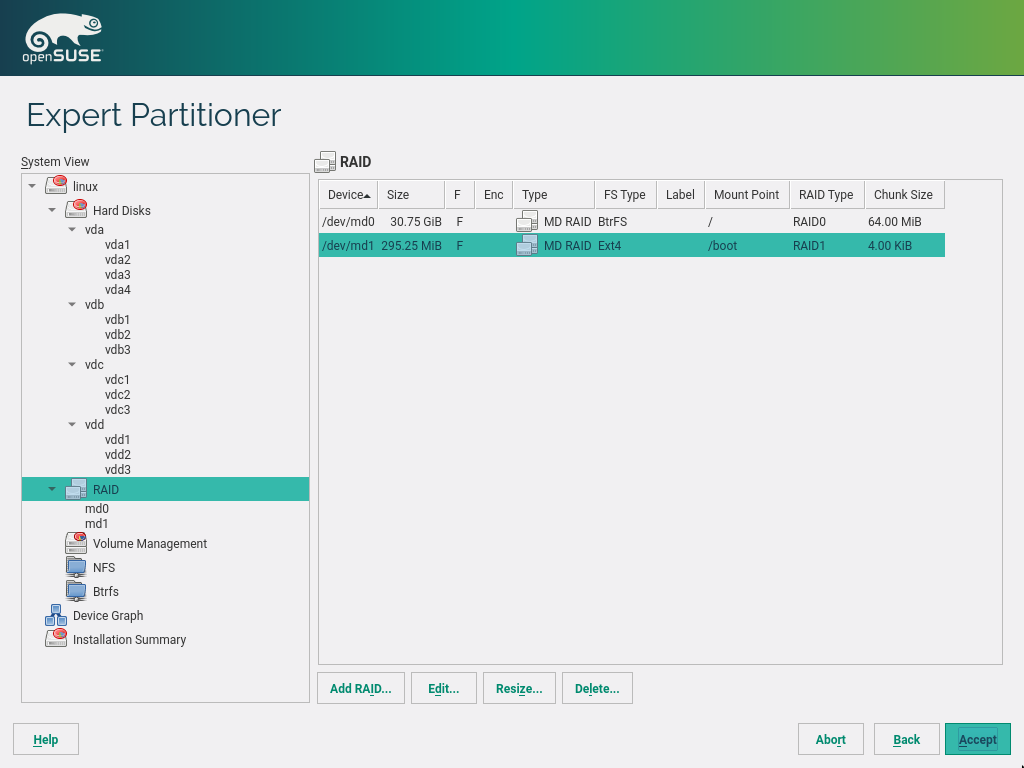 openSUSE
Expert Partitioner
System View
linux
Hard Disks
vda
vda1
vda2
vda3
vda4
vdb
vdb1
vdb2
vdb3
vdc
vdc1
vdc2
vdc3
vdd
vdd1
vdd2
vdd3
RAID
md0
md1
Volume Management
NFS
Btrfs
Device Graph
Installation Summary
RAID
Device Size F Enc Type FS Type Label Mount Point RAID Type Chunk Size
/dev/md0 30.75 GiB F MD RAID BtrFS / RAID0 64.00 MiB
/dev/md1 295.25 MiB F MD RAID Ext4 /boot RAID1 4.00 KiB
Add RAID... Edit... Resize... Delete...
Help Abort Back Accept